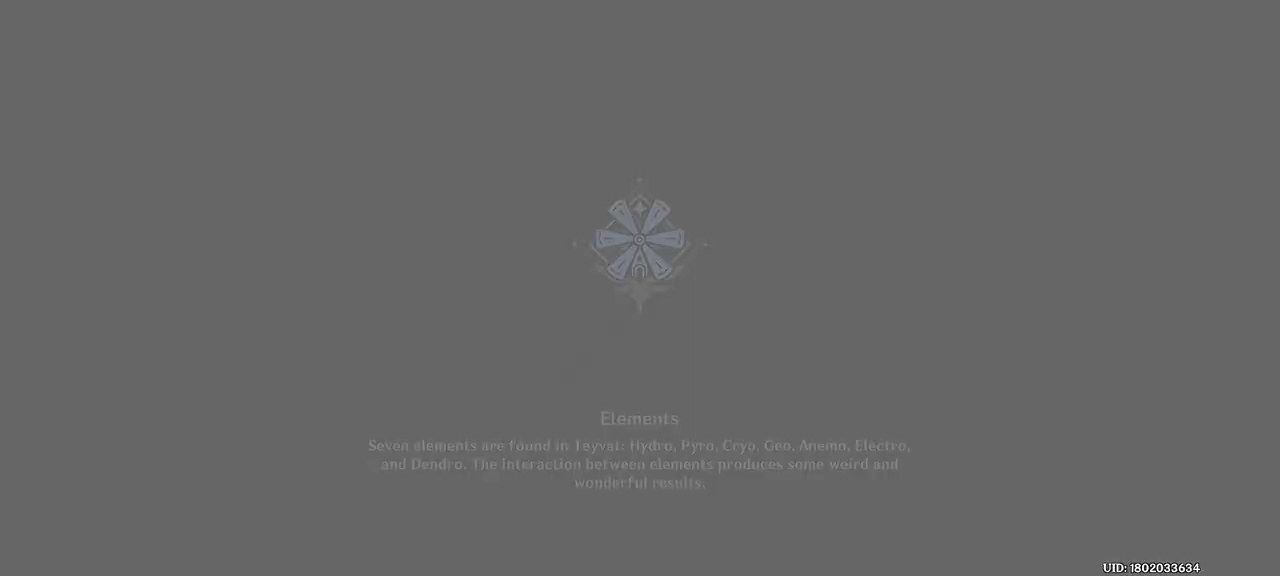 Elements
Seven elements are found in Teyvat: Hydro, Pyro, Cryo, Geo, Anemo, Electro,
and Dendro. The interaction between elements produces some weird and
wonderful results.
UID: 1802033634